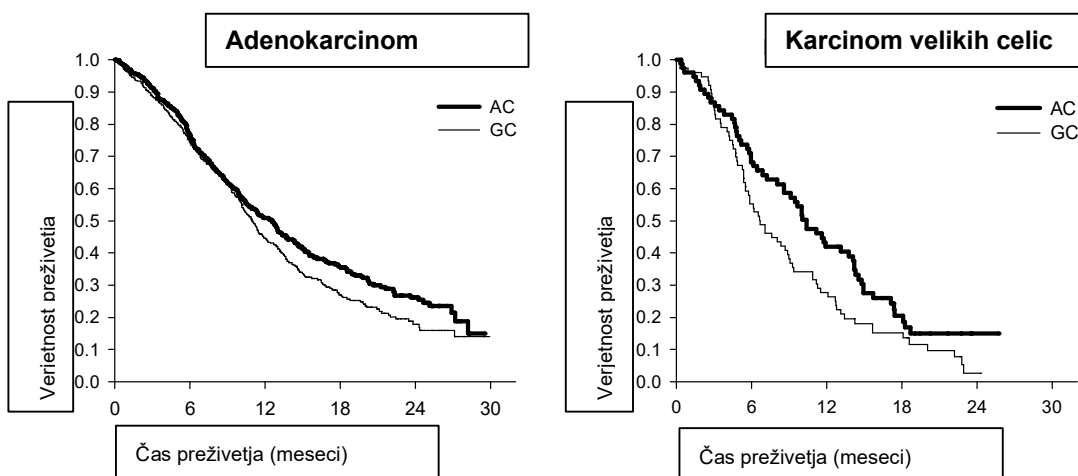 Adenokarcinom
1.0
0.9
0.8
0.7
0.6
0.5
0.4
0.3
0.2
0.1
0.0
AC
GC
Verjetnost preživetja
0 6 12 18 24 30
Čas preživetja (meseci)
Karcinom velikih celic
1.0
0.9
0.8
0.7
0.6
0.5
0.4
0.3
0.2
0.1
0.0
AC
GC
Verjetnost preživetja
0 6 12 18 24 30
Čas preživetja (meseci)